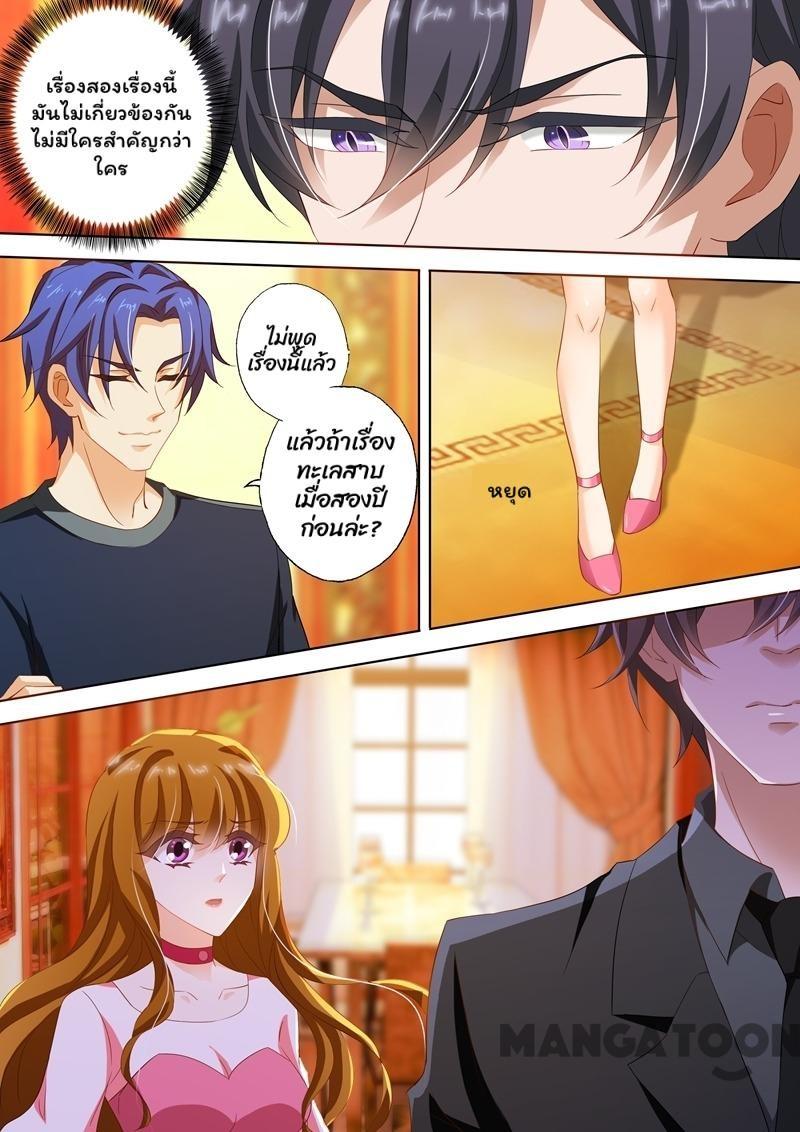 เรื่องสองเรื่องนี้
มันไม่เกี่ยวข้องกัน
ไม่มีใครสำคัญกว่า
ใคร
ไม่พูด
เรื่องนี้แล้ว
แล้วถ้าเรื่อง
ทะเลสาบ
เมื่อสองปี
ก่อนล่ะ?
หยุด
MANGATOON